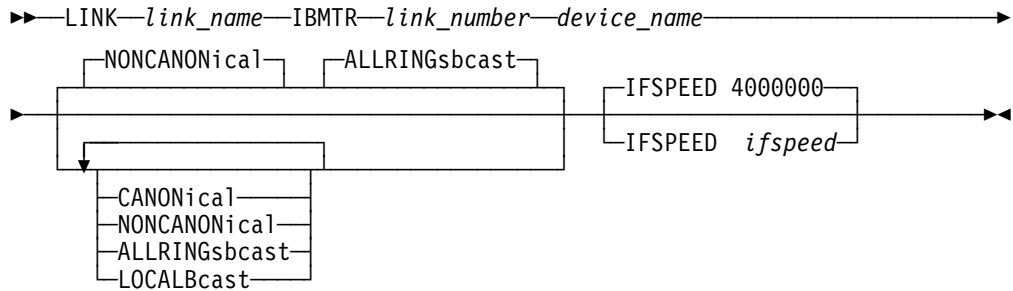 LINK link_name IBMTR link_number device_name
NONCANONical ALLRINGsbcast
IFSPEED 4000000
IFSPEED ifspeed
CANONical
NONCANONical
ALLRINGsbcast
LOCALBcast